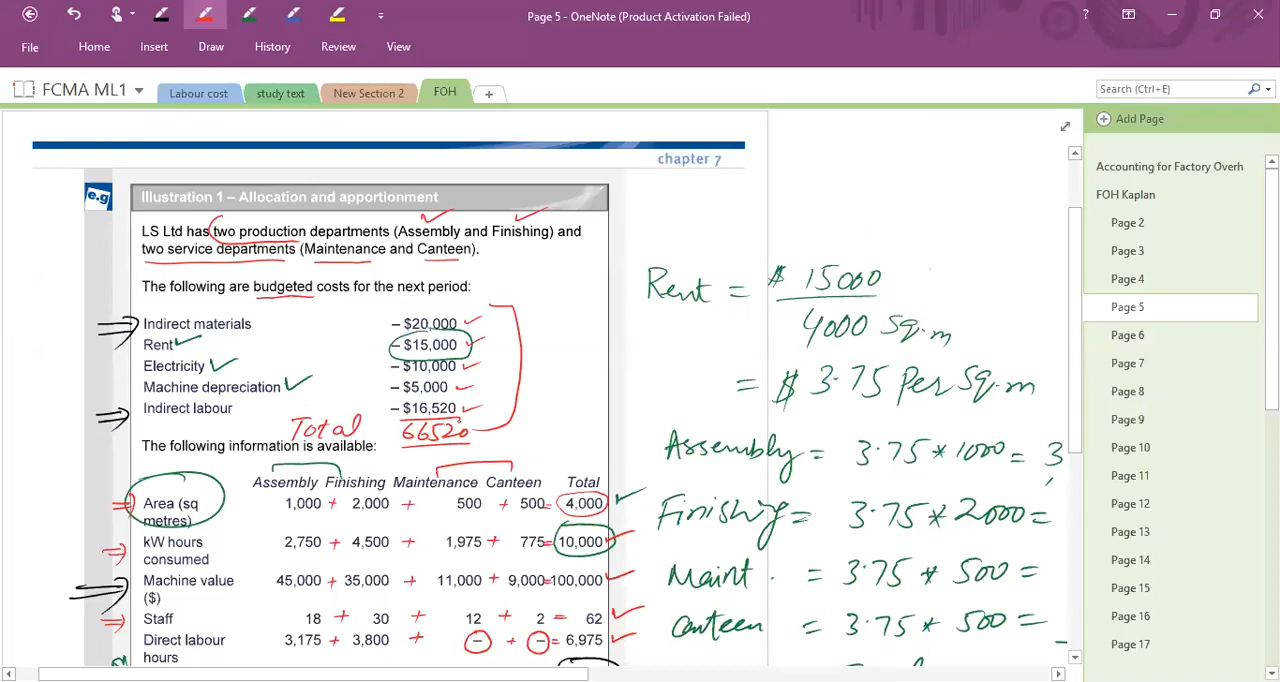 Page 5 - OneNote (Product Activation Failed)
?
File Home Insert Draw History Review View
FCMA ML1 Labour cost study text New Section 2 FOH +
Search (Ctrl+E)
Add Page
Accounting for Factory Overh
FOH Kaplan
Page 2
Page 3
Page 4
Page 5
Page 6
Page 7
Page 8
Page 9
Page 10
Page 11
Page 12
Page 13
Page 14
Page 15
Page 16
Page 17
chapter 7
e.g
Illustration 1 – Allocation and apportionment
LS Ltd has two production departments (Assembly and Finishing) and
two service departments (Maintenance and Canteen).
The following are budgeted costs for the next period:
Indirect materials – $20,000
Rent – $15,000
Electricity – $10,000
Machine depreciation – $5,000
Indirect labour – $16,520
Total 66520
The following information is available:
Assembly Finishing Maintenance Canteen Total
Area (sq 1,000 + 2,000 + 500 + 500 = 4,000
metres)
kW hours 2,750 + 4,500 + 1,975 + 775 = 10,000
consumed
Machine value 45,000 + 35,000 + 11,000 + 9,000 = 100,000
($)
Staff 18 + 30 + 12 + 2 = 62
Direct labour 3,175 + 3,800 + – + – = 6,975
hours
Rent = $ 15000
4000 Sq.m
= $ 3.75 Per Sq.m
Assembly = 3.75 * 1000 = 3,
Finishing = 3.75 * 2000 =
Maint. = 3.75 * 500 =
Canteen = 3.75 * 500 =